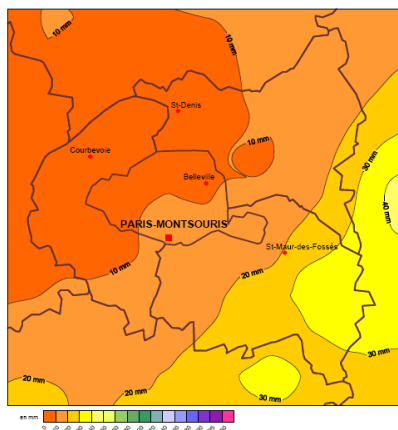 10 mm
10 mm
St-Denis
Courbevoie
10 mm
30 mm
Belleville
40 mm
PARIS-MONTSOURIS
St-Maur-des-Fossés
10 mm
20 mm
30 mm
20 mm
20 mm
30 mm
en mm